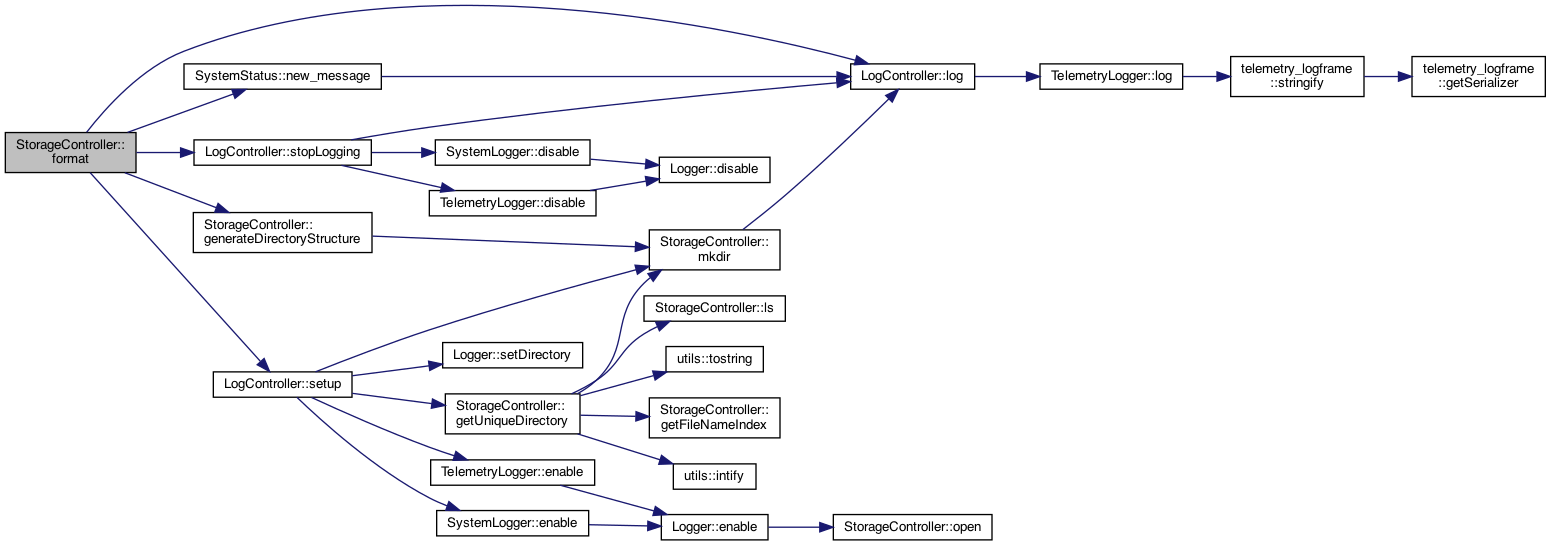 StorageController::
format
SystemStatus::new_message
LogController::stopLogging
StorageController::
generateDirectoryStructure
LogController::setup
SystemLogger::disable
TelemetryLogger::disable
Logger::setDirectory
StorageController::
getUniqueDirectory
TelemetryLogger::enable
SystemLogger::enable
Logger::disable
StorageController::
mkdir
StorageController::ls
utils::tostring
StorageController::
getFileNameIndex
utils::intify
Logger::enable
LogController::log
StorageController::open
TelemetryLogger::log
telemetry_logframe
::stringify
telemetry_logframe
::getSerializer